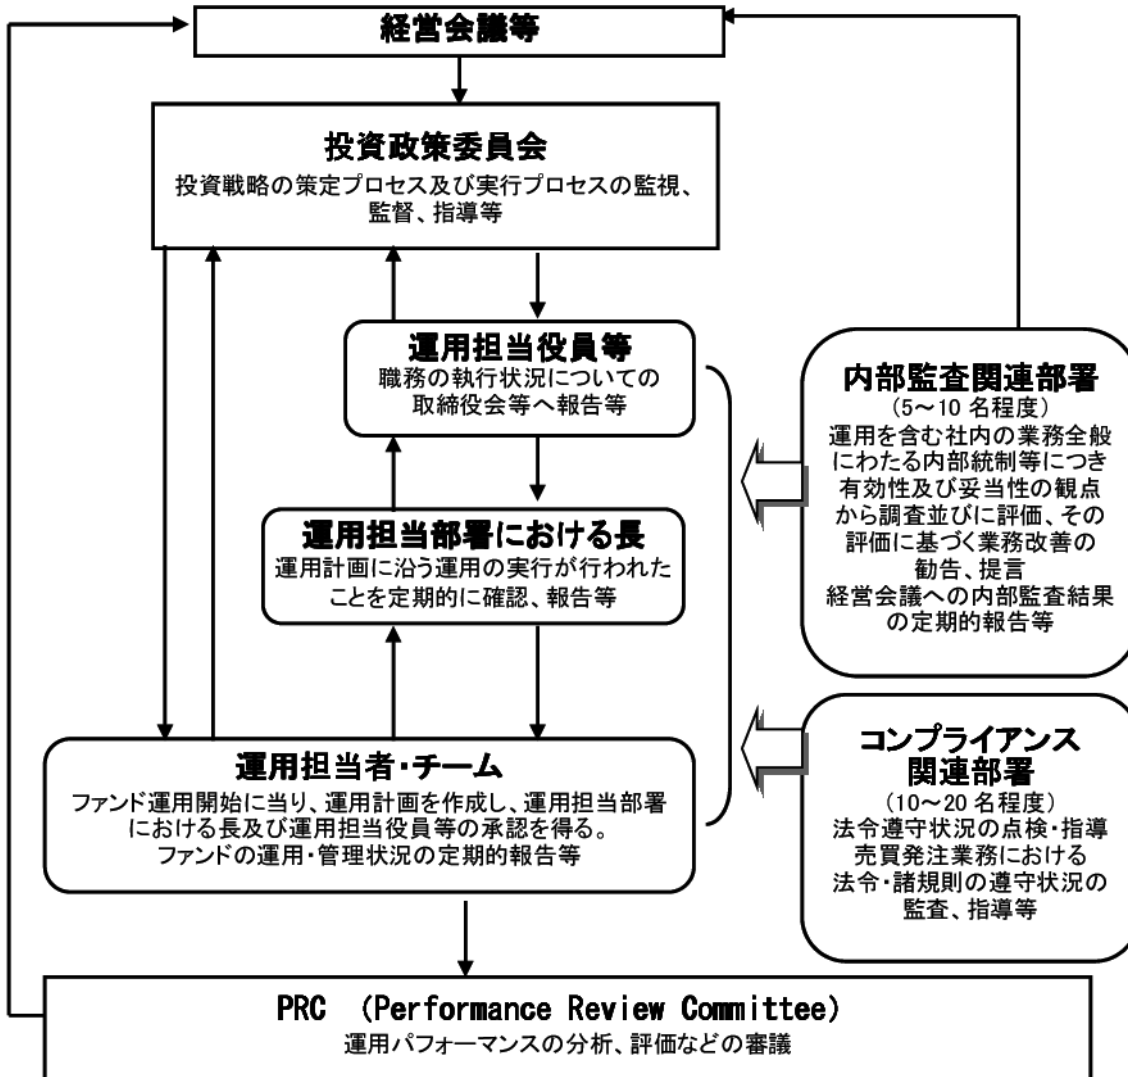 経営会議等
投資政策委員会
投資戦略の策定プロセス及び実行プロセスの監視、
監督、指導等
運用担当役員等
職務の執行状況についての
取締役会等へ報告等
運用担当部署における長
運用計画に沿う運用の実行が行われた
ことを定期的に確認、報告等
運用担当者・チーム
ファンド運用開始に当り、運用計画を作成し、運用担当部署
における長及び運用担当役員等の承認を得る。
ファンドの運用・管理状況の定期的報告等
内部監査関連部署
(5～10 名程度)
運用を含む社内の業務全般
にわたる内部統制等につき
有効性及び妥当性の観点
から調査並びに評価、その
評価に基づく業務改善の
勧告、提言
経営会議への内部監査結果
の定期的報告等
コンプライアンス
関連部署
(10～20 名程度)
法令遵守状況の点検・指導
売買発注業務における
法令・諸規則の遵守状況の
監査、指導等
PRC (Performance Review Committee)
運用パフォーマンスの分析、評価などの審議